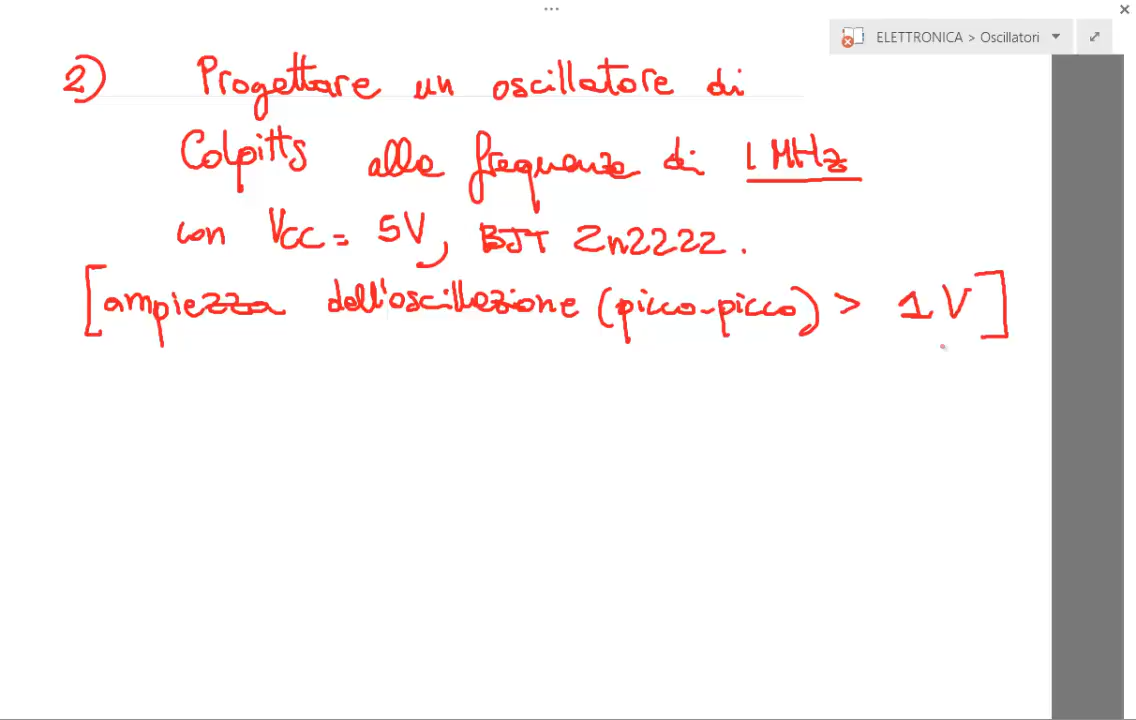 ELETTRONICA > Oscillatori
2) Progettare un oscillatore di
Colpitts alla frequenza di 1 MHz
con VCC = 5V, BJT 2n2222.
[ampiezza dell'oscillazione (picco-picco) > 1V]